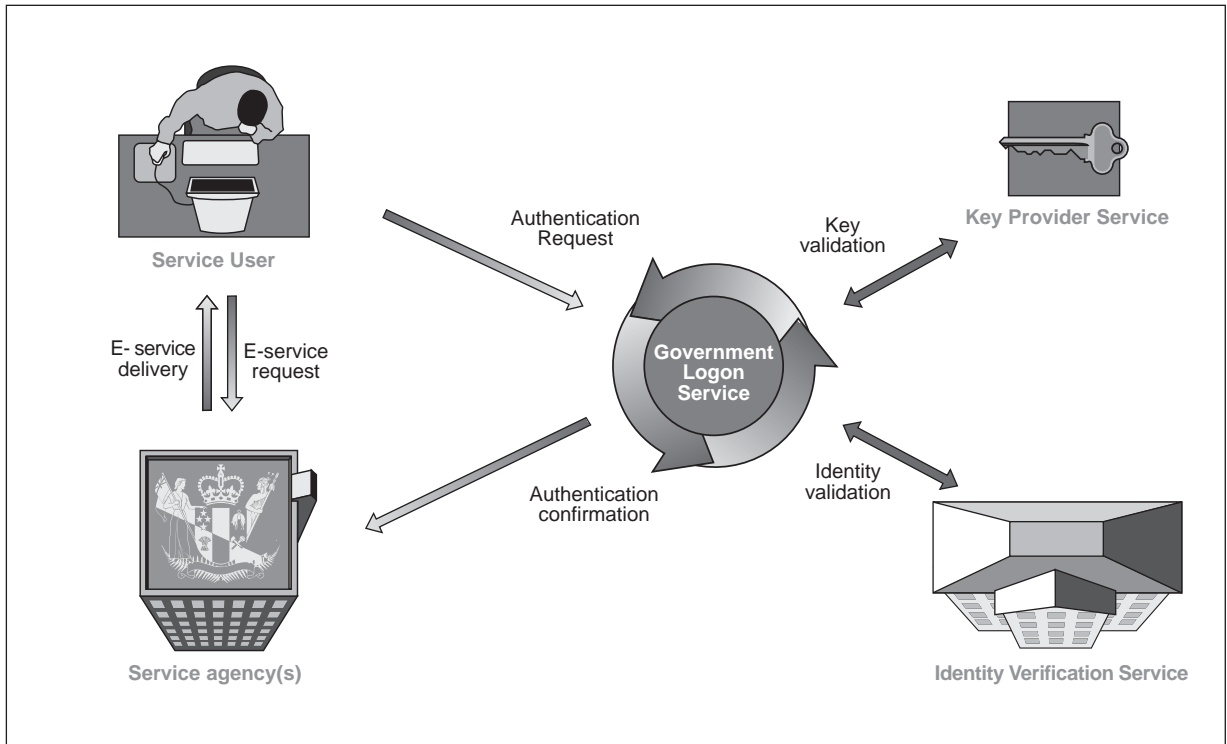 Service User
Authentication
Request
Key
validation
Key Provider Service
E- service
delivery
E-service
request
Government
Logon
Service
Authentication
confirmation
Identity
validation
Service agency(s)
Identity Verification Service